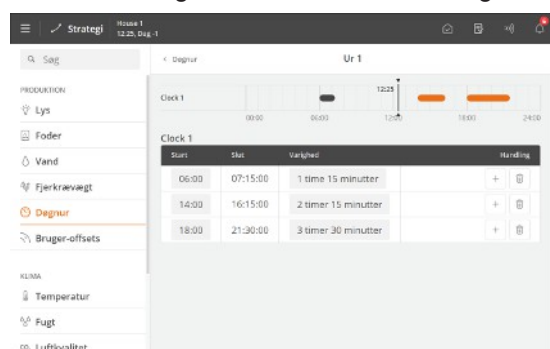 Strategi
House 1
12:25, Dag -1
6
Søg
< Døgnur
Ur 1
PRODUKTION
Lys
Foder
Vand
Fjerkrævægt
Døgnur
Bruger-offsets
KLIMA
Temperatur
Fugt
Luftkvalitet
Clock 1
12:25
00:00
06:00
12:00
18:00
24:00
Clock 1
Start Slut Varighed Handling
06:00 07:15:00 1 time 15 minutter +
14:00 16:15:00 2 timer 15 minutter +
18:00 21:30:00 3 timer 30 minutter +